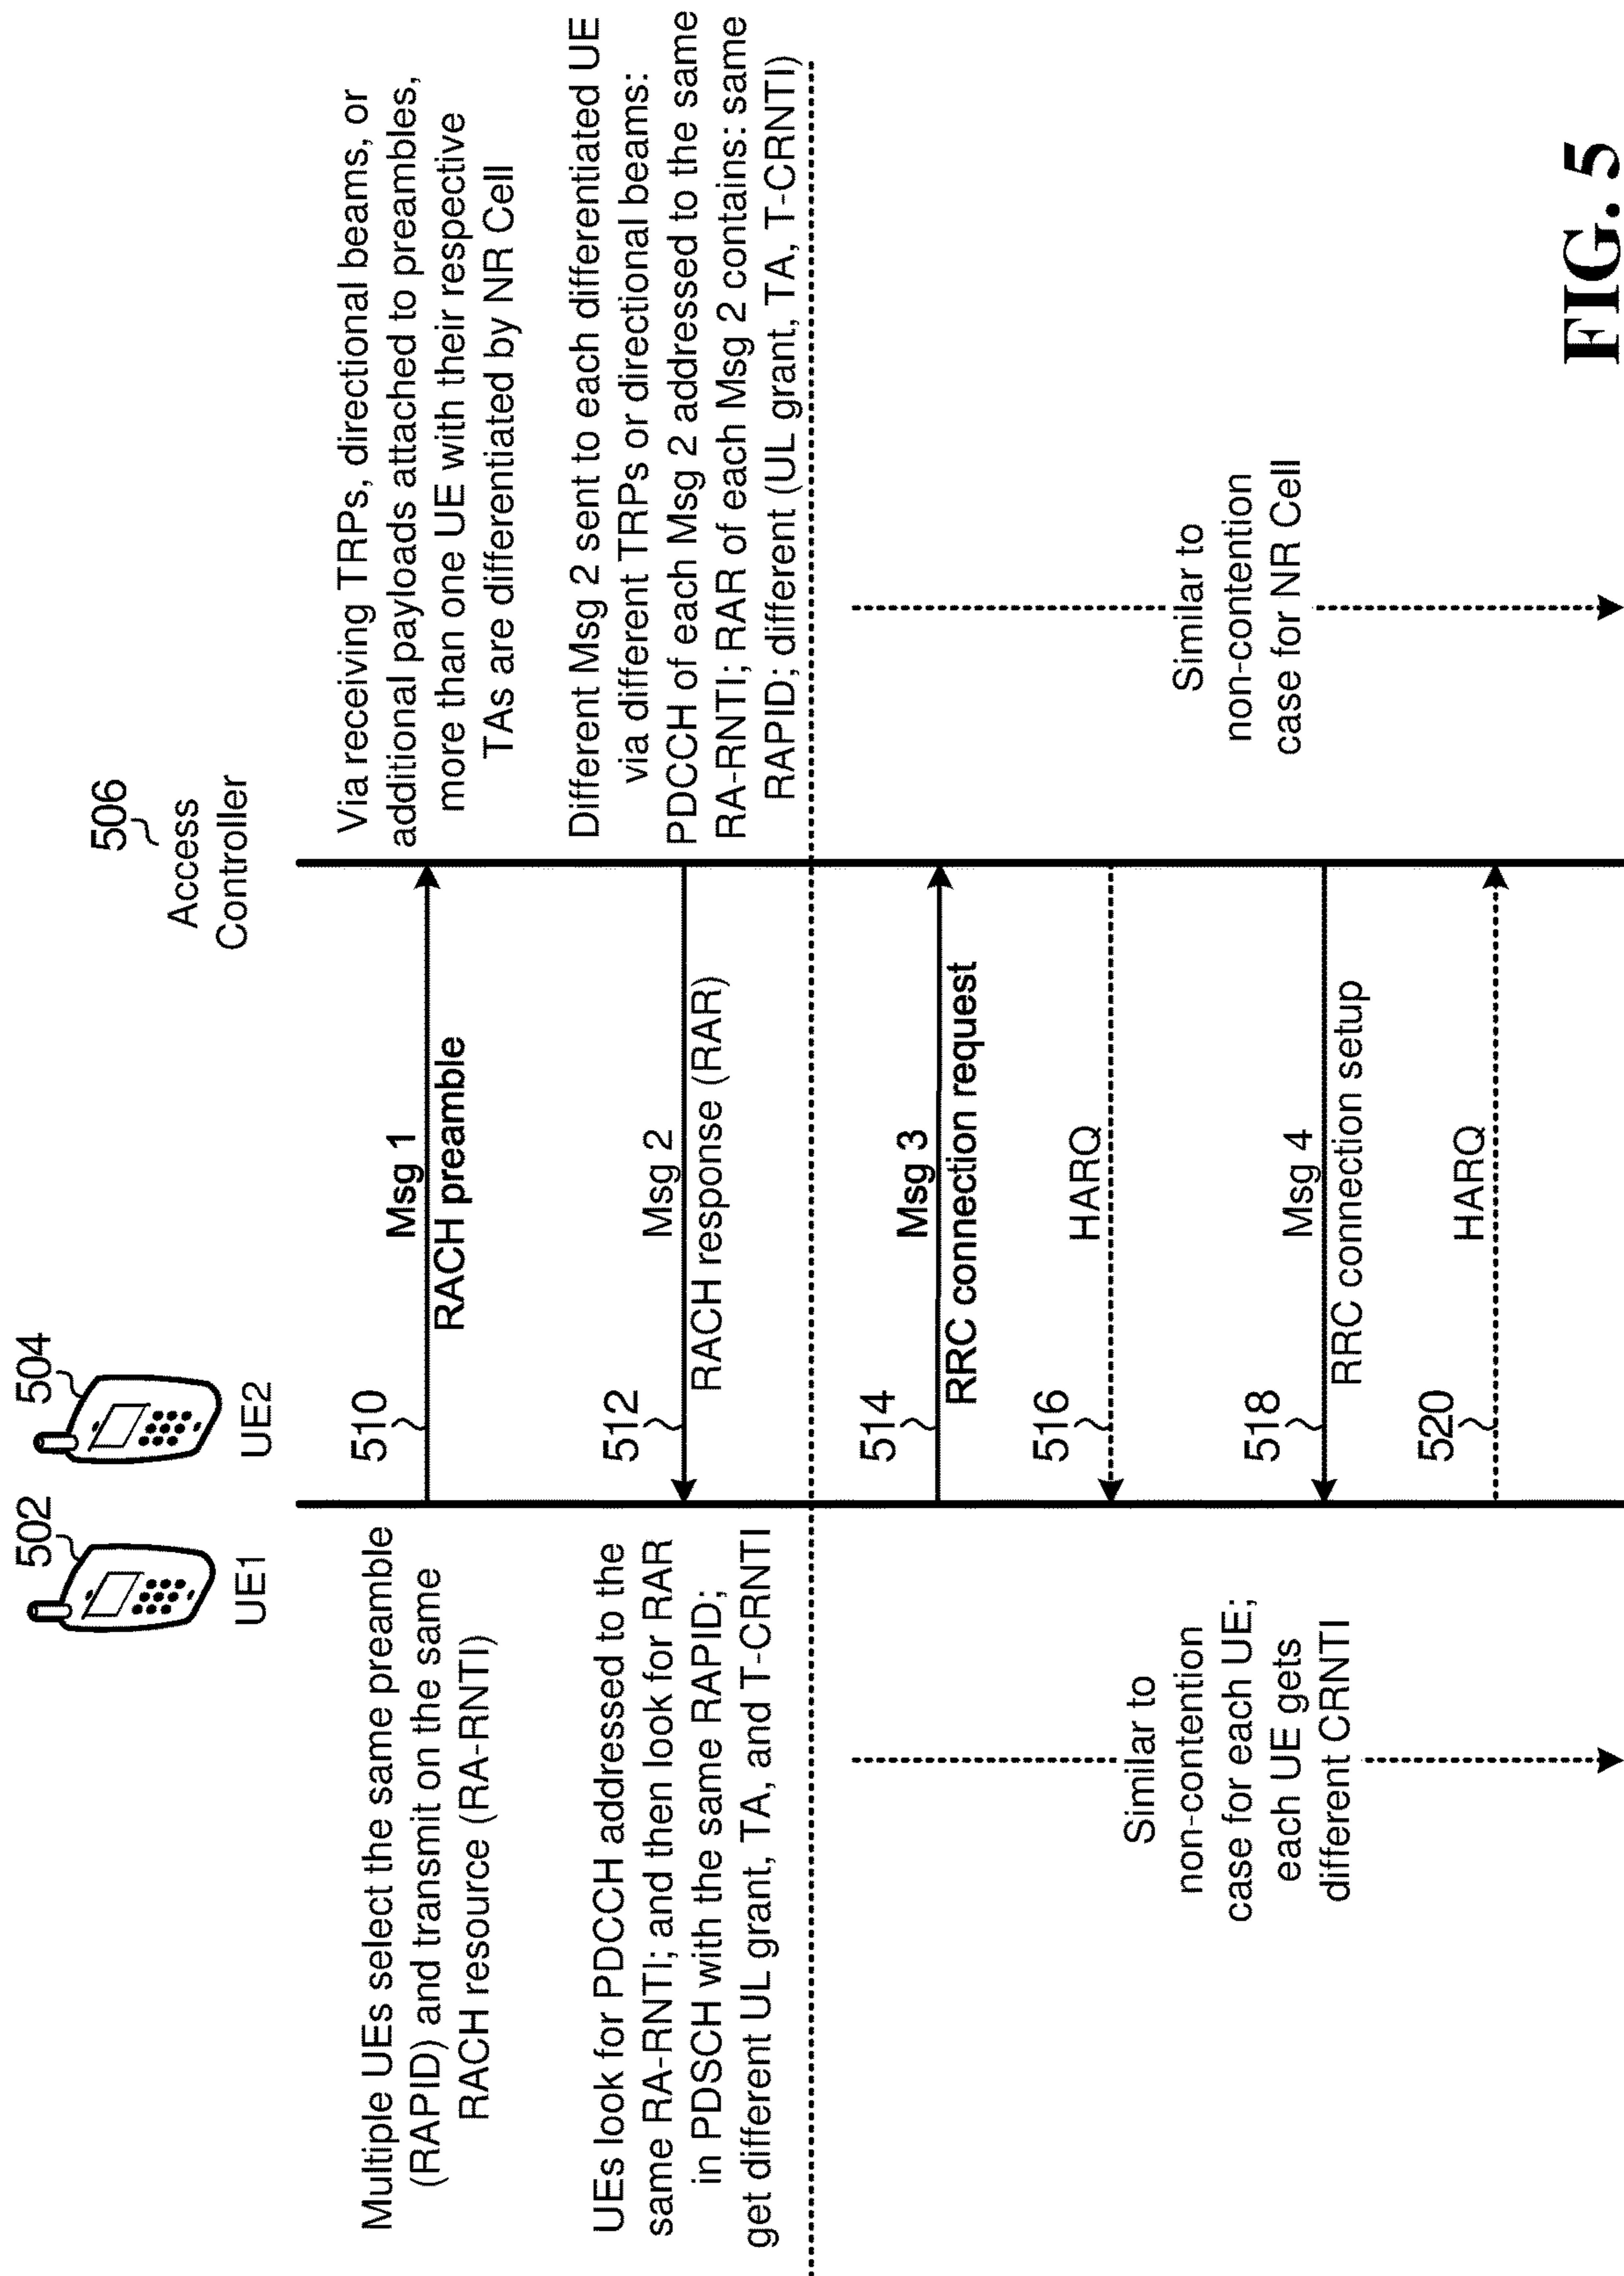 502
UE1
504
UE2
506
Access
Controller
Multiple UEs select the same preamble
(RAPID) and transmit on the same
RACH resource (RA-RNTI)
510
Msg 1
RACH preamble
Via receiving TRPs, directional beams, or
additional payloads attached to preambles,
more than one UE with their respective
TAs are differentiated by NR Cell
UEs look for PDCCH addressed to the
same RA-RNTI; and then look for RAR
in PDSCH with the same RAPID;
get different UL grant, TA, and T-CRNTI
512
Msg 2
RACH response (RAR)
Different Msg 2 sent to each differentiated UE
via different TRPs or directional beams:
PDCCH of each Msg 2 addressed to the same
RA-RNTI; RAR of each Msg 2 contains: same
RAPID; different (UL grant, TA, T-CRNTI)
514
Msg 3
RRC connection request
516
HARQ
518
Msg 4
RRC connection setup
520
HARQ
Similar to
non-contention
case for each UE;
each UE gets
different CRNTI
Similar to
non-contention
case for NR Cell
FIG. 5